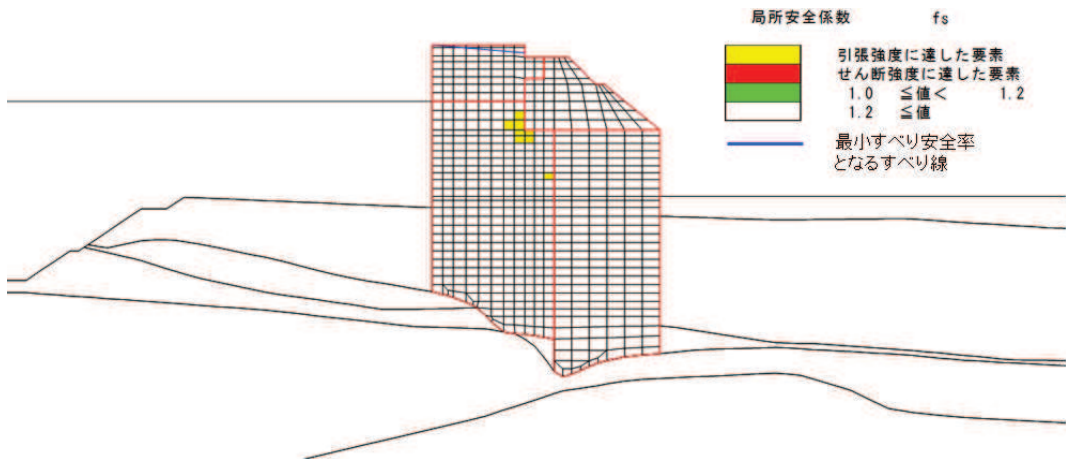 局所安全係数 fs
引張強度に達した要素
せん断強度に達した要素
1.0 ≦値< 1.2
1.2 ≦値
最小すべり安全率
となるすべり線